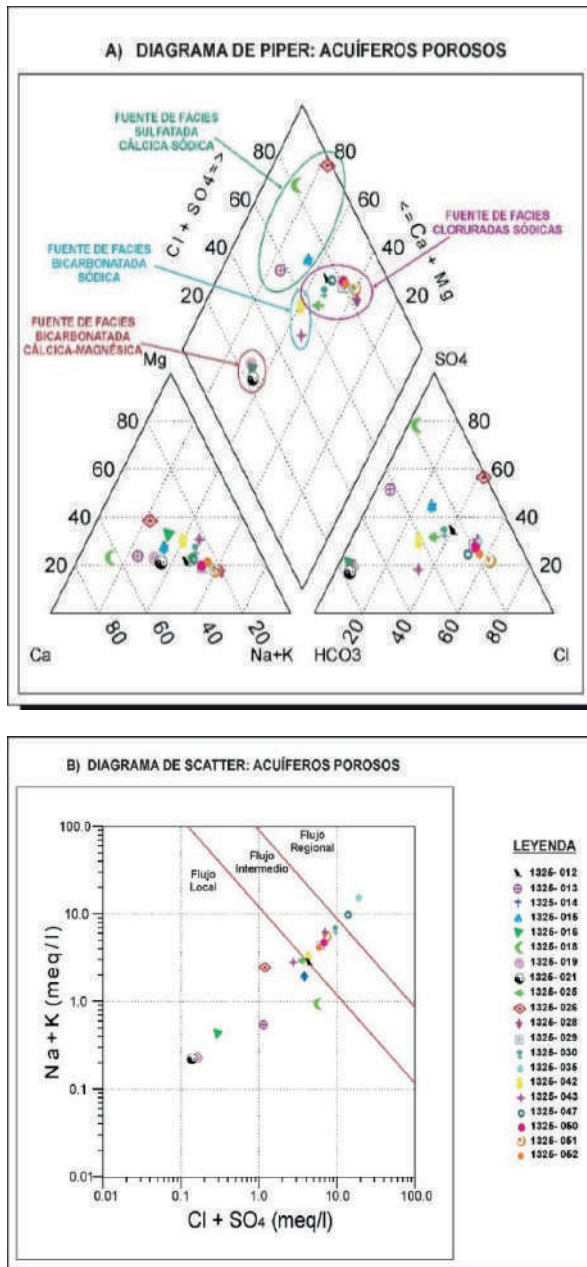 A) DIAGRAMA DE PIPER: ACUÍFEROS POROSOS
FUENTE DE FACIES
SULFATADA
CÁLCICA-SÓDICA
FUENTE DE FACIES
BICARBONATADA
SÓDICA
FUENTE DE FACIES
BICARBONATADA
CÁLCICA-MAGNÉSICA
FUENTE DE FACIES
CLORURADAS SÓDICAS
Cl + SO4=>
<=Ca + Mg
80
60
40
20
80
60
40
20
Mg
SO4
80
60
40
20
80
60
40
20
80 60 40 20
20 40 60 80
Ca Na+K HCO3 Cl
B) DIAGRAMA DE SCATTER: ACUÍFEROS POROSOS
Flujo
Local
Flujo
Intermedio
Flujo
Regional
Na+K (meq/l)
100.0
10.0
1.0
0.1
0.01
0.01 0.1 1.0 10.0 100.0
Cl + SO₄ (meq/l)
LEYENDA
1325- 012
1325- 013
1325- 014
1325- 015
1325- 016
1325- 018
1325- 019
1325- 021
1325- 025
1325- 026
1325- 028
1325- 029
1325- 030
1325- 035
1325- 042
1325- 043
1325- 047
1325- 050
1325- 051
1325- 052